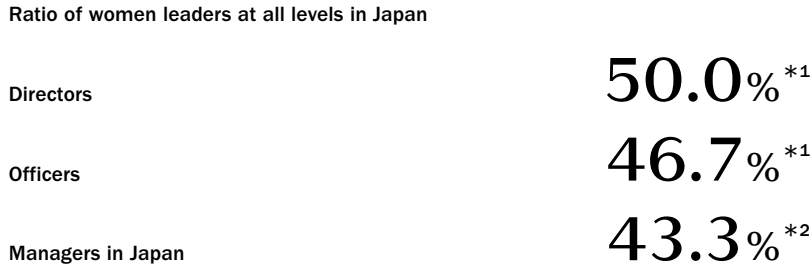 Ratio of women leaders at all levels in Japan
Directors 50.0%*1
Officers 46.7%*1
Managers in Japan 43.3%*2